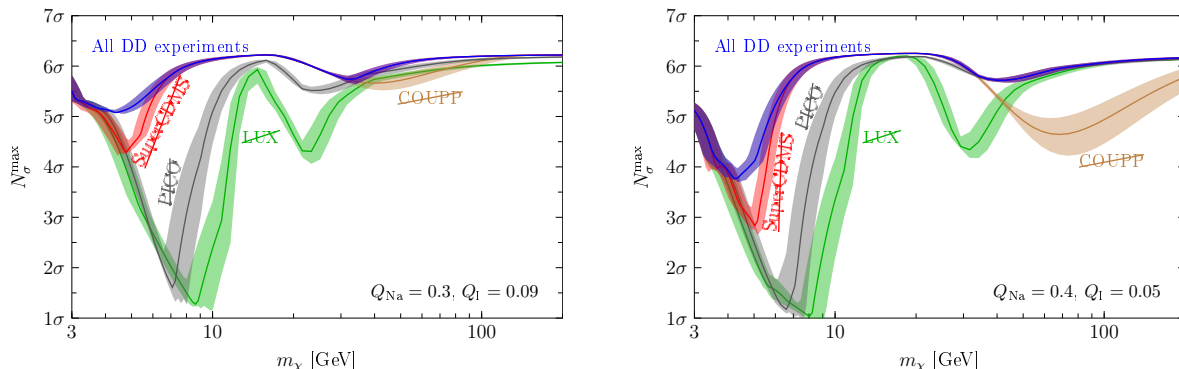 7σ
6σ
5σ
4σ
3σ
2σ
1σ
N_σ^max
All DD experiments
SuperCDMS
PICO
LUX
COUPP
Q_Na = 0.3, Q_I = 0.09
3
10
100
m_χ [GeV]
7σ
6σ
5σ
4σ
3σ
2σ
1σ
N_σ^max
All DD experiments
SuperCDMS
PICO
LUX
COUPP
Q_Na = 0.4, Q_I = 0.05
3
10
100
m_χ [GeV]